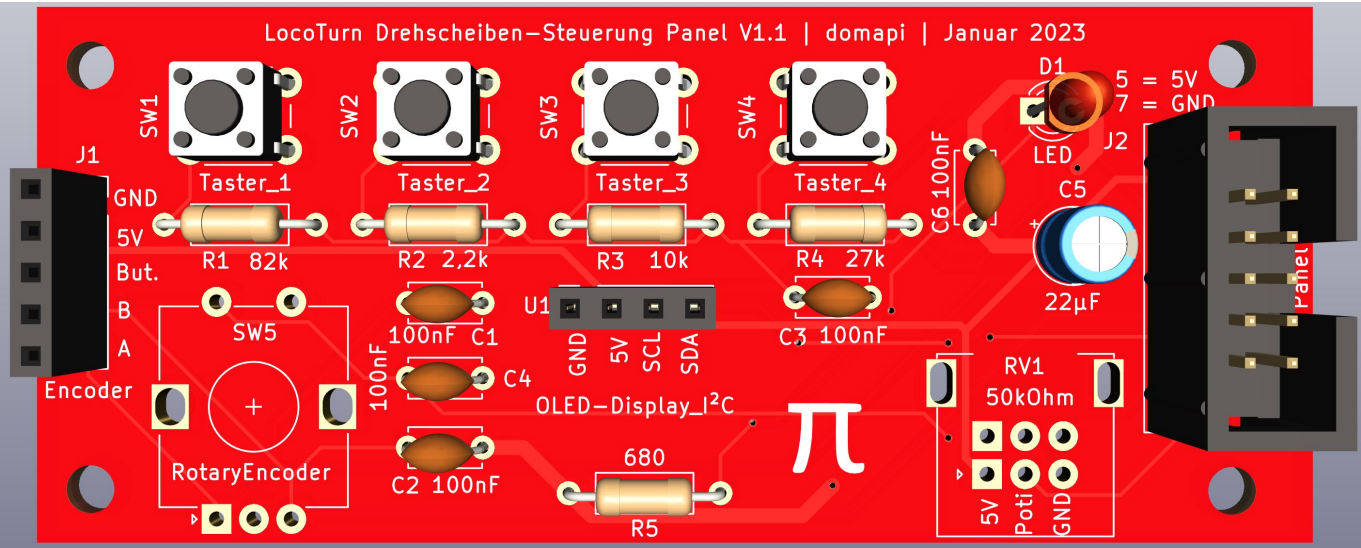 LocoTurn Drehscheiben-Steuerung Panel V1.1 | domapi | Januar 2023
D1
5 = 5V
7 = GND
J2
LED
SW1
SW2
SW3
SW4
Taster_1
Taster_2
Taster_3
Taster_4
J1
GND
5V
But.
B
A
Encoder
R1 82k
R2 2,2k
R3 10k
R4 27k
C6 100nF
C5
+
22µF
Panel
SW5
RotaryEncoder
100nF C1
100nF
C4
C2 100nF
U1
GND
5V
SCL
SDA
OLED-Display_I²C
C3 100nF
π
680
R5
RV1
50kOhm
5V
Poti
GND